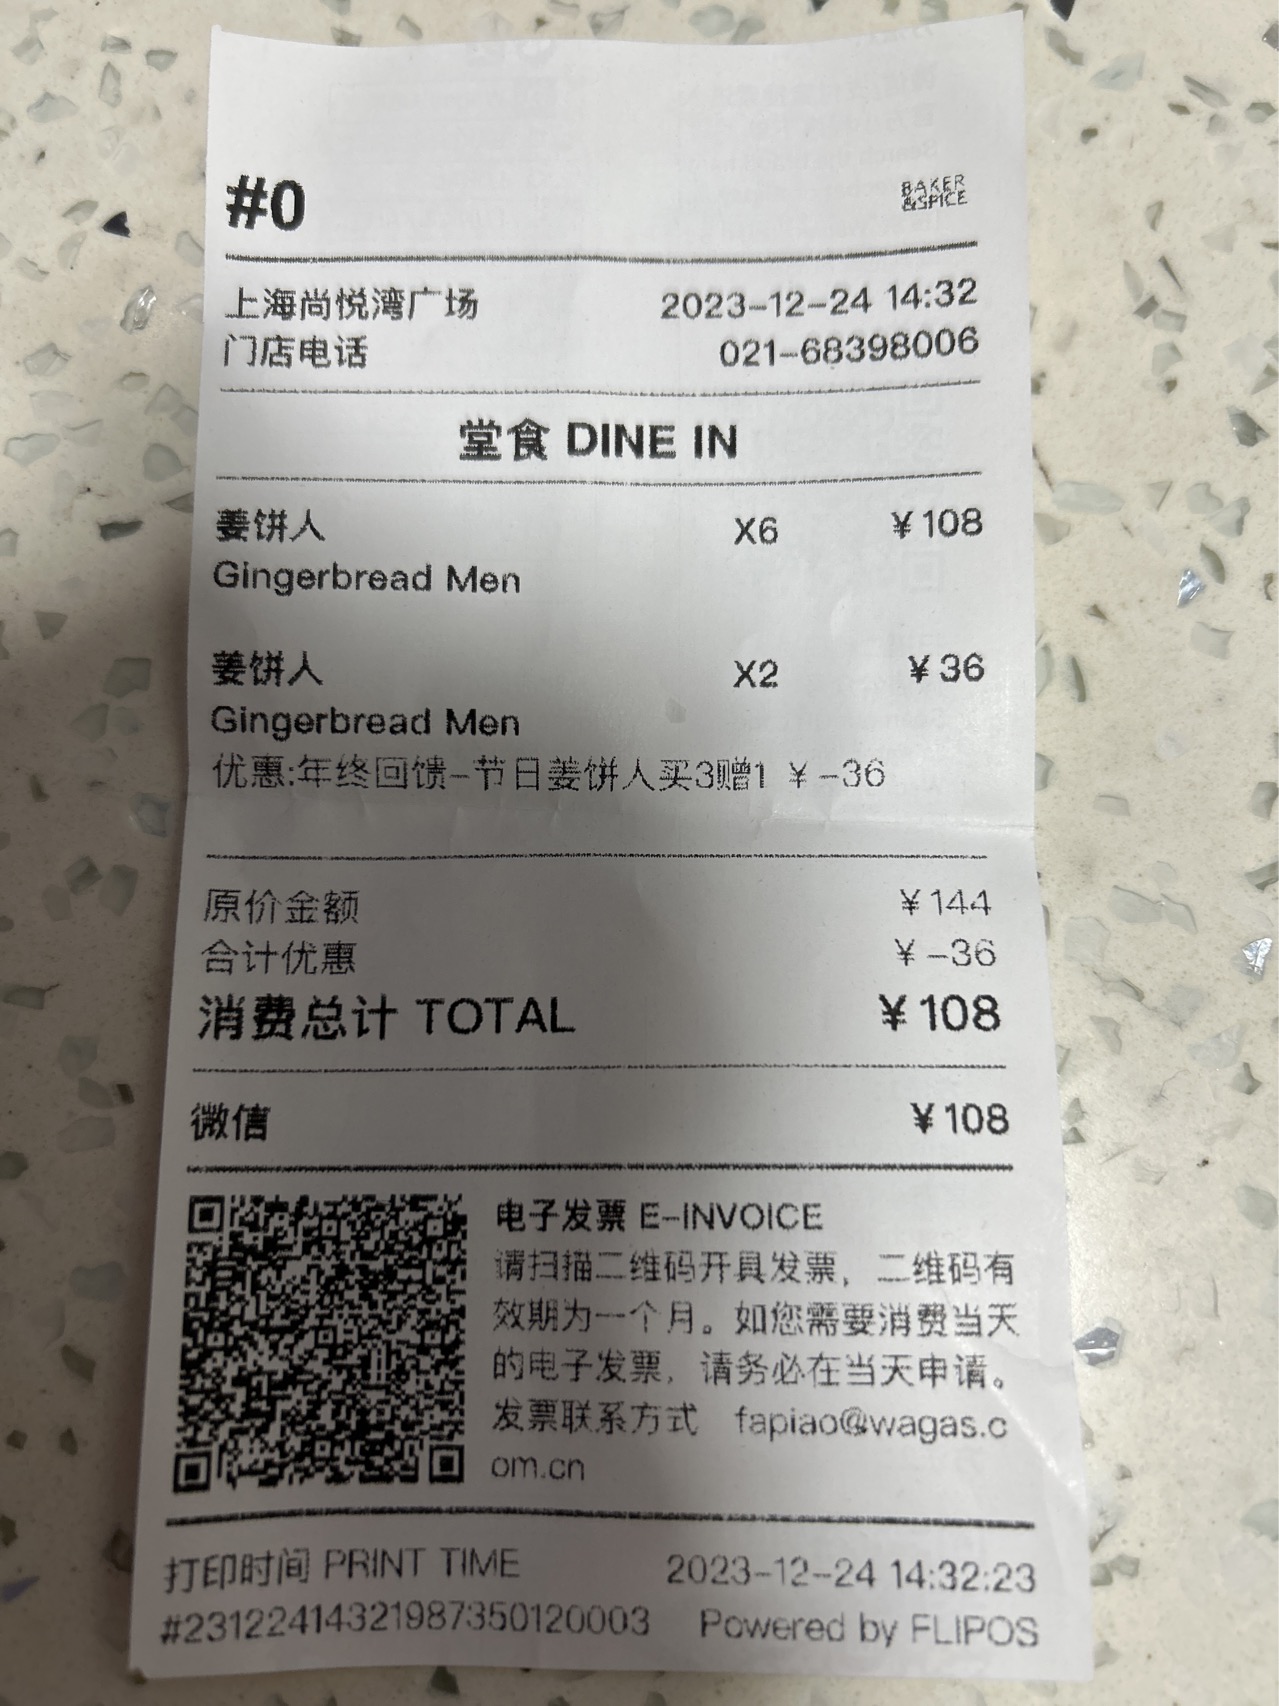 #0
BAKER
&SPICE
上海尚悦湾广场 2023-12-24 14:32
门店电话 021-68398006
堂食 DINE IN
姜饼人 X6 ¥108
Gingerbread Men
姜饼人 X2 ¥36
Gingerbread Men
优惠:年终回馈-节日姜饼人买3赠1 ¥-36
原价金额 ¥144
合计优惠 ¥-36
消费总计 TOTAL ¥108
微信 ¥108
电子发票 E-INVOICE
请扫描二维码开具发票，二维码有
效期为一个月。如您需要消费当天
的电子发票，请务必在当天申请。
发票联系方式 fapiao@wagas.c
om.cn
打印时间 PRINT TIME 2023-12-24 14:32:23
#23122414321987350120003 Powered by FLIPOS